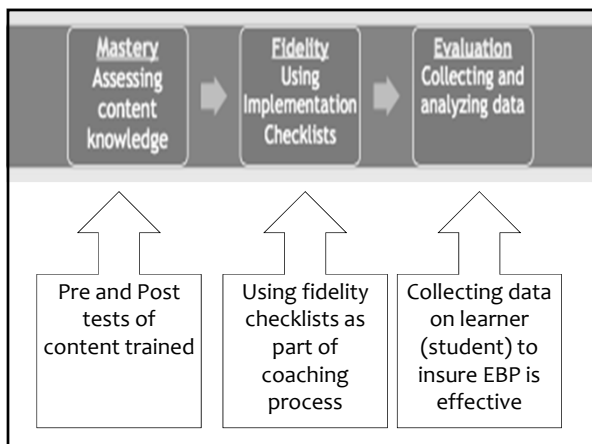 Mastery
Assessing
content
knowledge
Fidelity
Using
Implementation
Checklists
Evaluation
Collecting and
analyzing data
Pre and Post
tests of
content trained
Using fidelity
checklists as
part of
coaching
process
Collecting data
on learner
(student) to
insure EBP is
effective